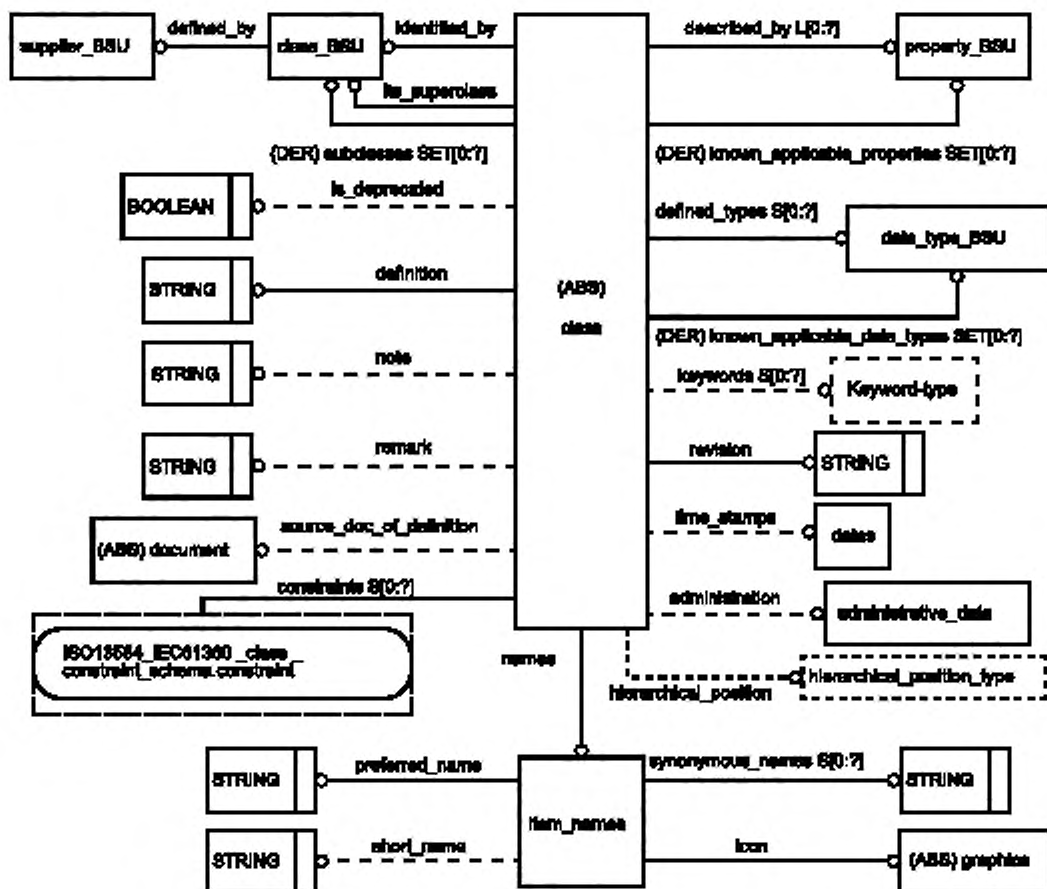 supplier_BSU
defined_by
class_BSU
identified_by
described_by L[0:?]
property_BSU
its_superclass
(DER) subclasses SET[0:?]
(DER) known_applicable_properties SET[0:?]
BOOLEAN
is_deprecated
defined_types S[0:?]
data_type_BSU
STRING
definition
(ABS)
class
(DER) known_applicable_data_types SET[0:?]
STRING
note
keywords S[0:?]
Keyword-type
STRING
remark
revision
STRING
(ABS) document
source_doc_of_definition
time_stamps
dates
constraints S[0:?]
administration
administrative_data
ISO13584_IEC61360_class_
constraint_schema.constraint
names
hierarchical_position
hierarchical_position_type
STRING
preferred_name
synonymous_names S[0:?]
STRING
item_names
STRING
short_name
icon
(ABS) graphics